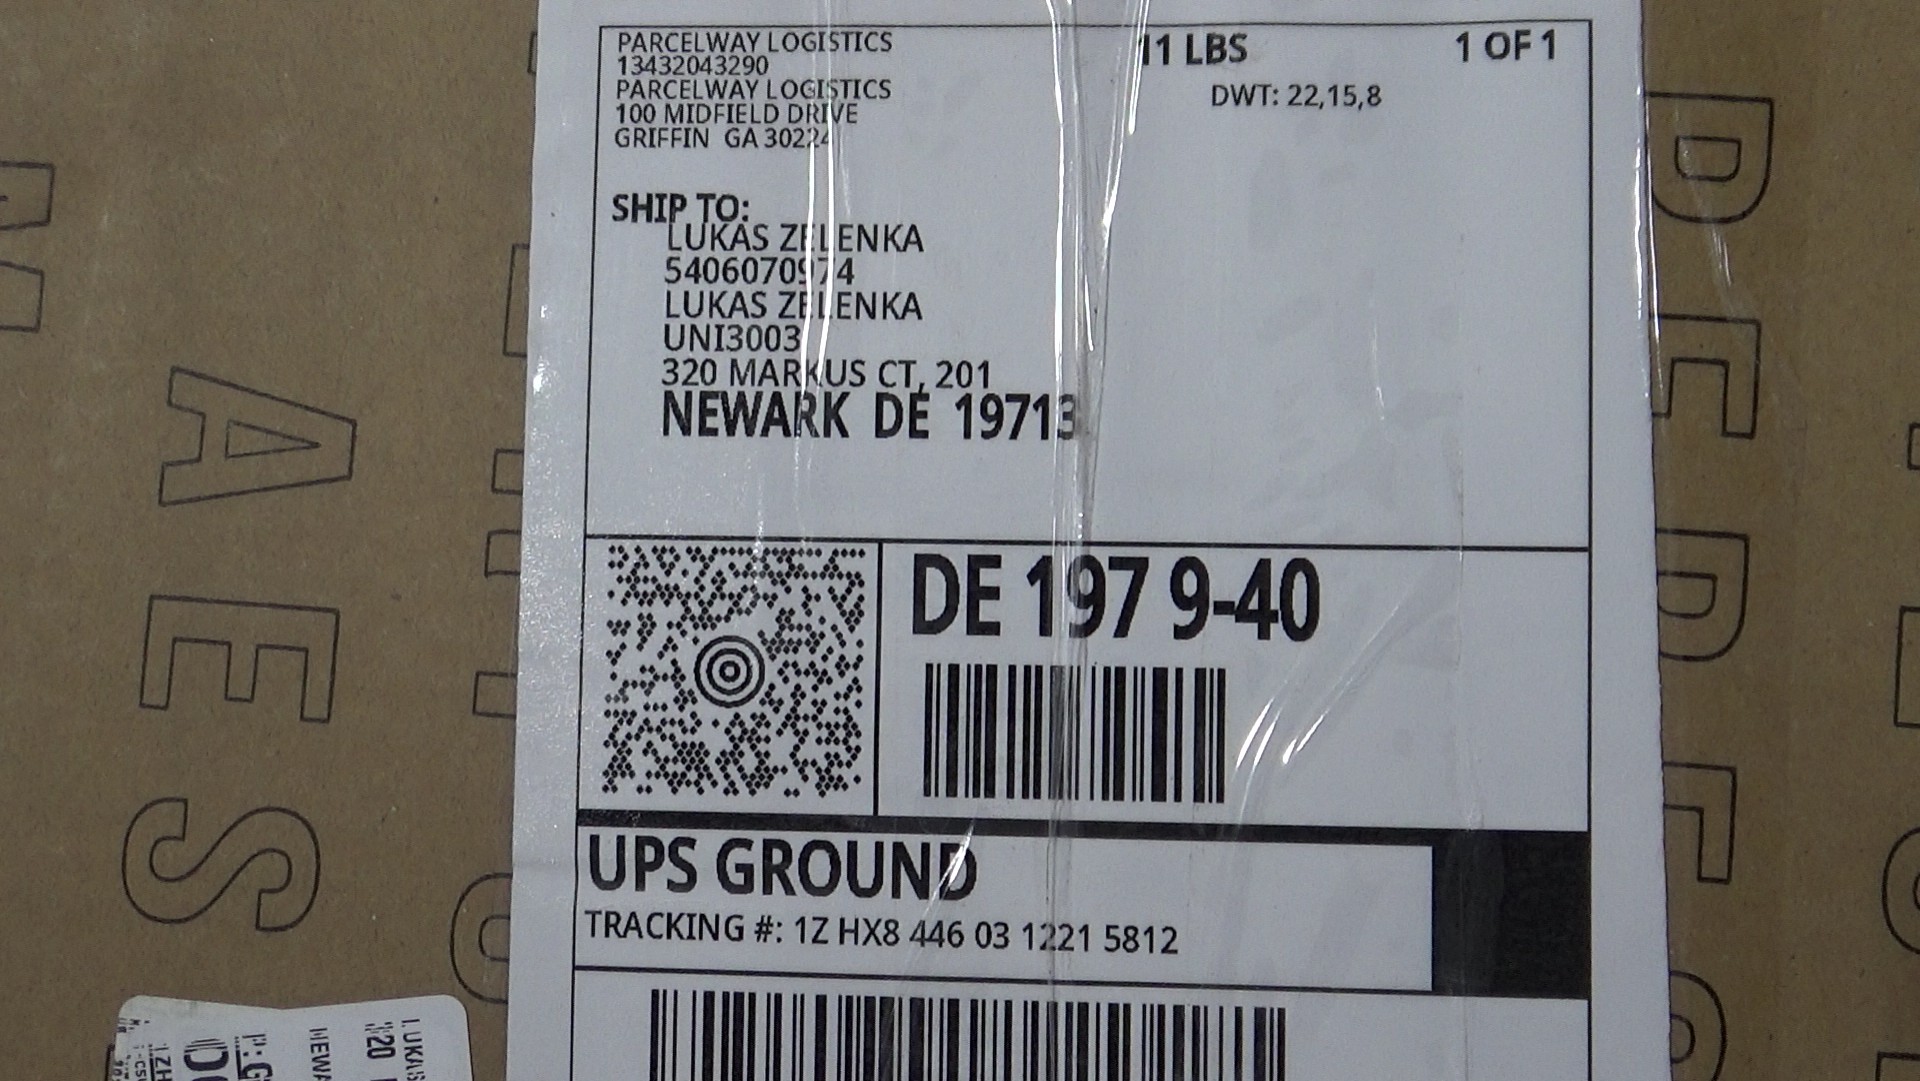 PARCELWAY LOGISTICS
13432043290
PARCELWAY LOGISTICS
100 MIDFIELD DRIVE
GRIFFIN GA 30224
11 LBS
1 OF 1
DWT: 22,15,8
SHIP TO:
LUKAS ZELENKA
5406070974
LUKAS ZELENKA
UNI3003
320 MARKUS CT, 201
NEWARK DE 19713
DE 197 9-40
UPS GROUND
TRACKING #: 1Z HX8 446 03 1221 5812